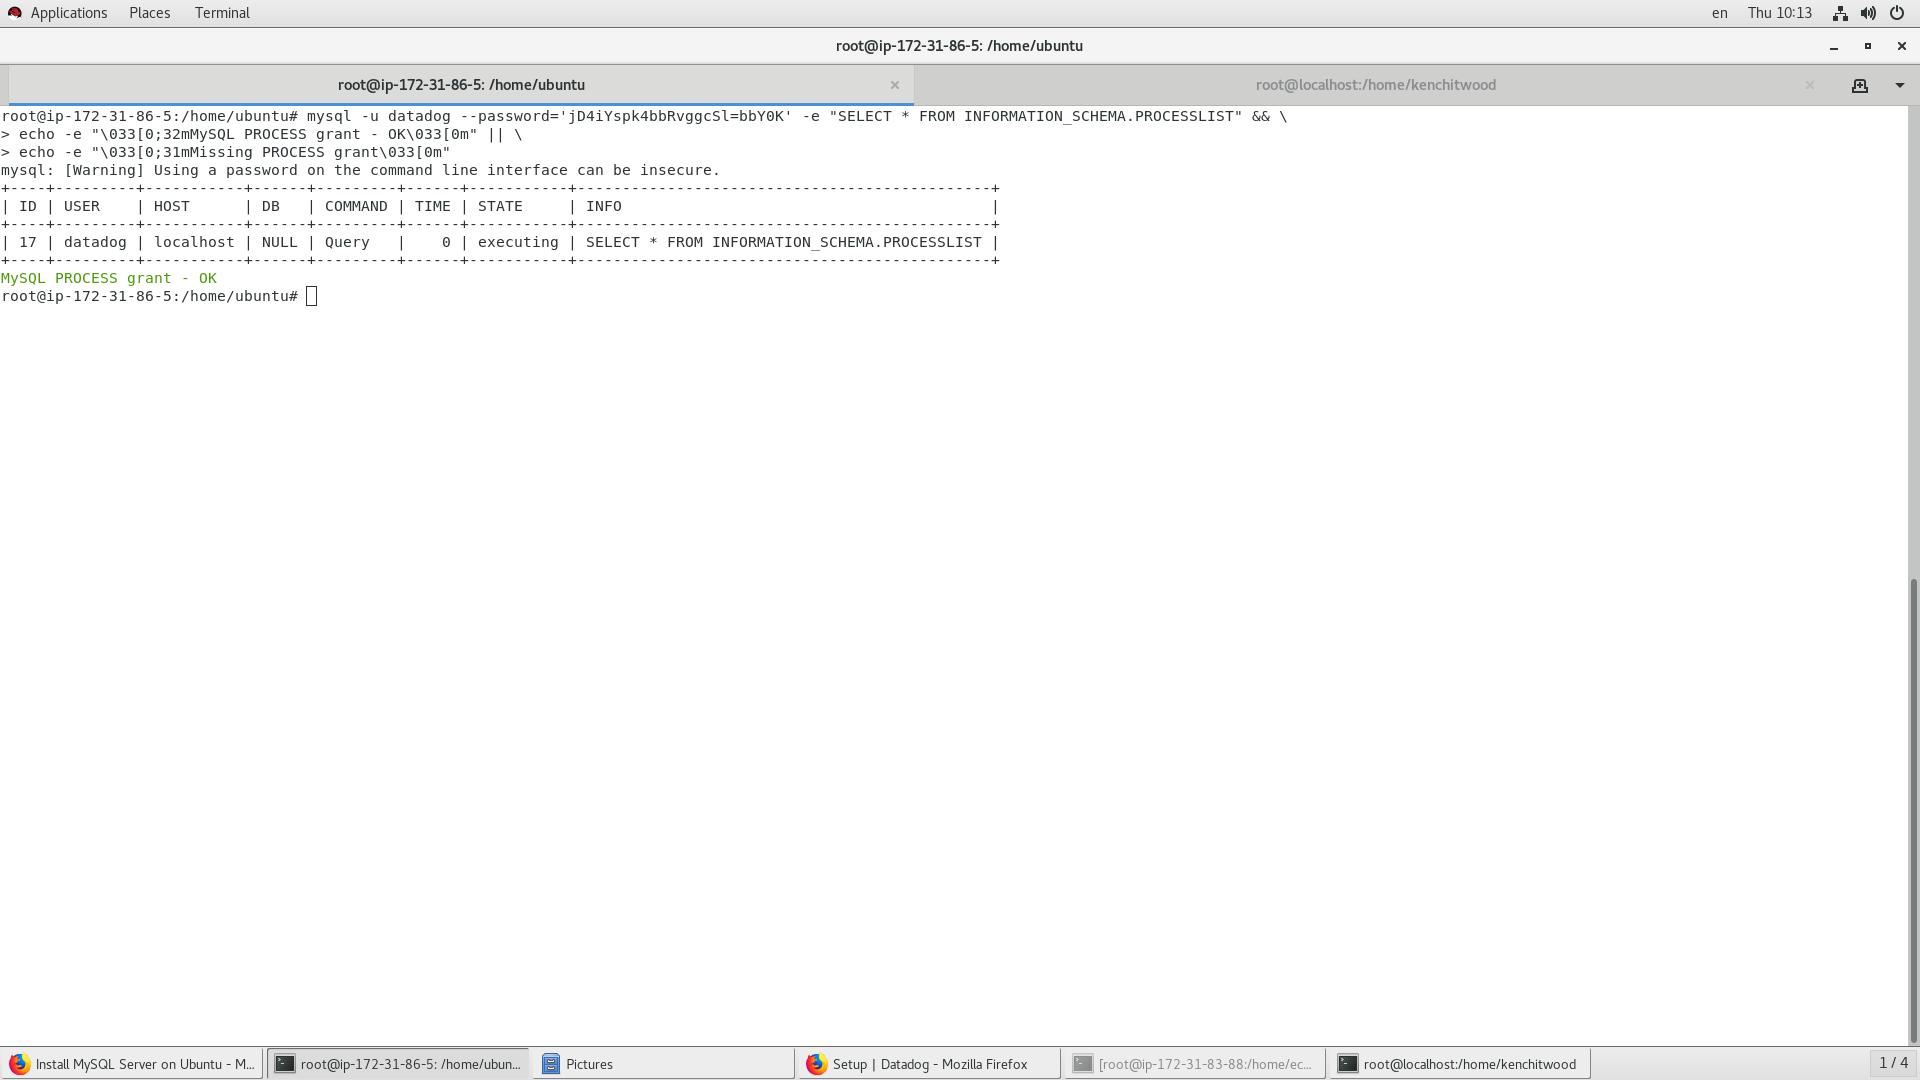 Applications Places Terminal en Thu 10:13
root@ip-172-31-86-5: /home/ubuntu
root@ip-172-31-86-5: /home/ubuntu root@localhost:/home/kenchitwood
root@ip-172-31-86-5:/home/ubuntu# mysql -u datadog --password='jD4iYspk4bbRvggcSl=bbY0K' -e "SELECT * FROM INFORMATION_SCHEMA.PROCESSLIST" && \
> echo -e "\033[0;32mMySQL PROCESS grant - OK\033[0m" || \
> echo -e "\033[0;31mMissing PROCESS grant\033[0m"
mysql: [Warning] Using a password on the command line interface can be insecure.
+----+---------+-----------+------+---------+------+-----------+----------------------------------------------+
| ID | USER    | HOST      | DB   | COMMAND | TIME | STATE     | INFO                                         |
+----+---------+-----------+------+---------+------+-----------+----------------------------------------------+
| 17 | datadog | localhost | NULL | Query   |    0 | executing | SELECT * FROM INFORMATION_SCHEMA.PROCESSLIST |
+----+---------+-----------+------+---------+------+-----------+----------------------------------------------+
MySQL PROCESS grant - OK
root@ip-172-31-86-5:/home/ubuntu#
Install MySQL Server on Ubuntu - M... root@ip-172-31-86-5: /home/ubun... Pictures Setup | Datadog - Mozilla Firefox [root@ip-172-31-83-88:/home/ec... root@localhost:/home/kenchitwood 1 / 4